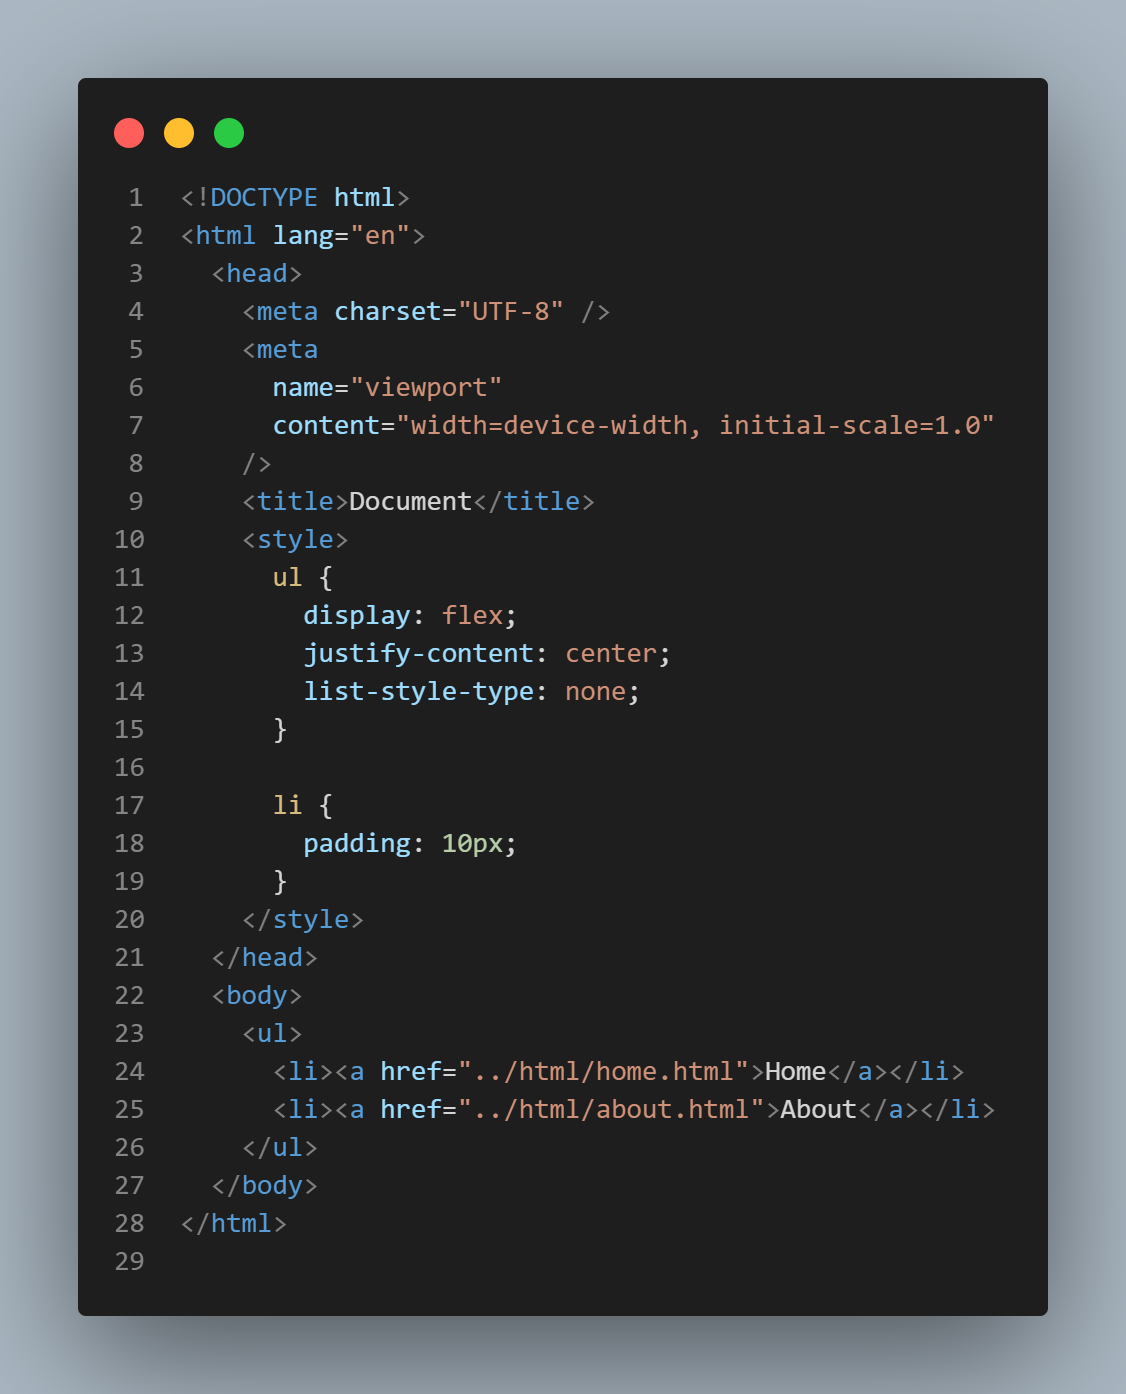 1 <!DOCTYPE html>
2 <html lang="en">
3   <head>
4     <meta charset="UTF-8" />
5     <meta
6       name="viewport"
7       content="width=device-width, initial-scale=1.0"
8     />
9     <title>Document</title>
10     <style>
11       ul {
12         display: flex;
13         justify-content: center;
14         list-style-type: none;
15       }
16
17       li {
18         padding: 10px;
19       }
20     </style>
21   </head>
22   <body>
23     <ul>
24       <li><a href="../html/home.html">Home</a></li>
25       <li><a href="../html/about.html">About</a></li>
26     </ul>
27   </body>
28 </html>
29